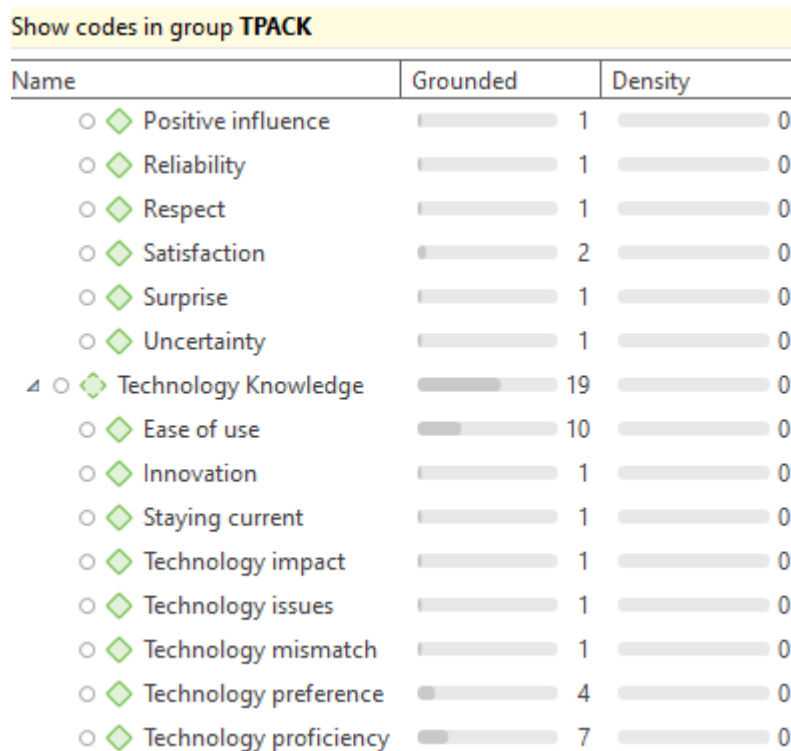 Show codes in group TPACK
Name Grounded Density
Positive influence 1 0
Reliability 1 0
Respect 1 0
Satisfaction 2 0
Surprise 1 0
Uncertainty 1 0
Technology Knowledge 19 0
Ease of use 10 0
Innovation 1 0
Staying current 1 0
Technology impact 1 0
Technology issues 1 0
Technology mismatch 1 0
Technology preference 4 0
Technology proficiency 7 0